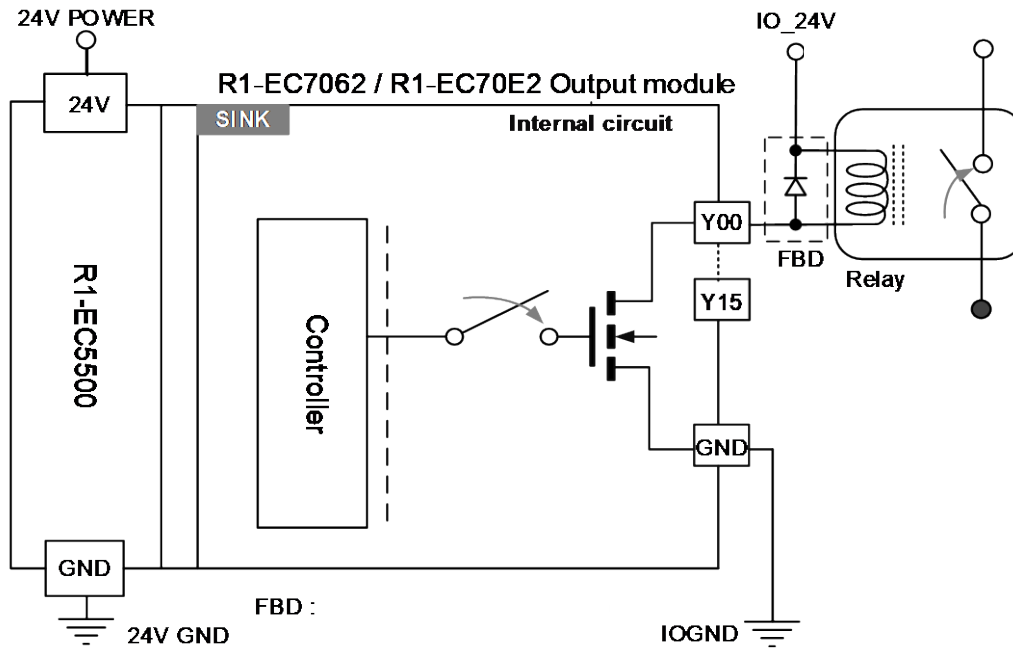 24V POWER
IO_24V
R1-EC7062 / R1-EC70E2 Output module
24V
SINK
Internal circuit
Y00
FBD
Relay
Y15
R1-EC5500
Controller
GND
GND
FBD :
24V GND
IOGND